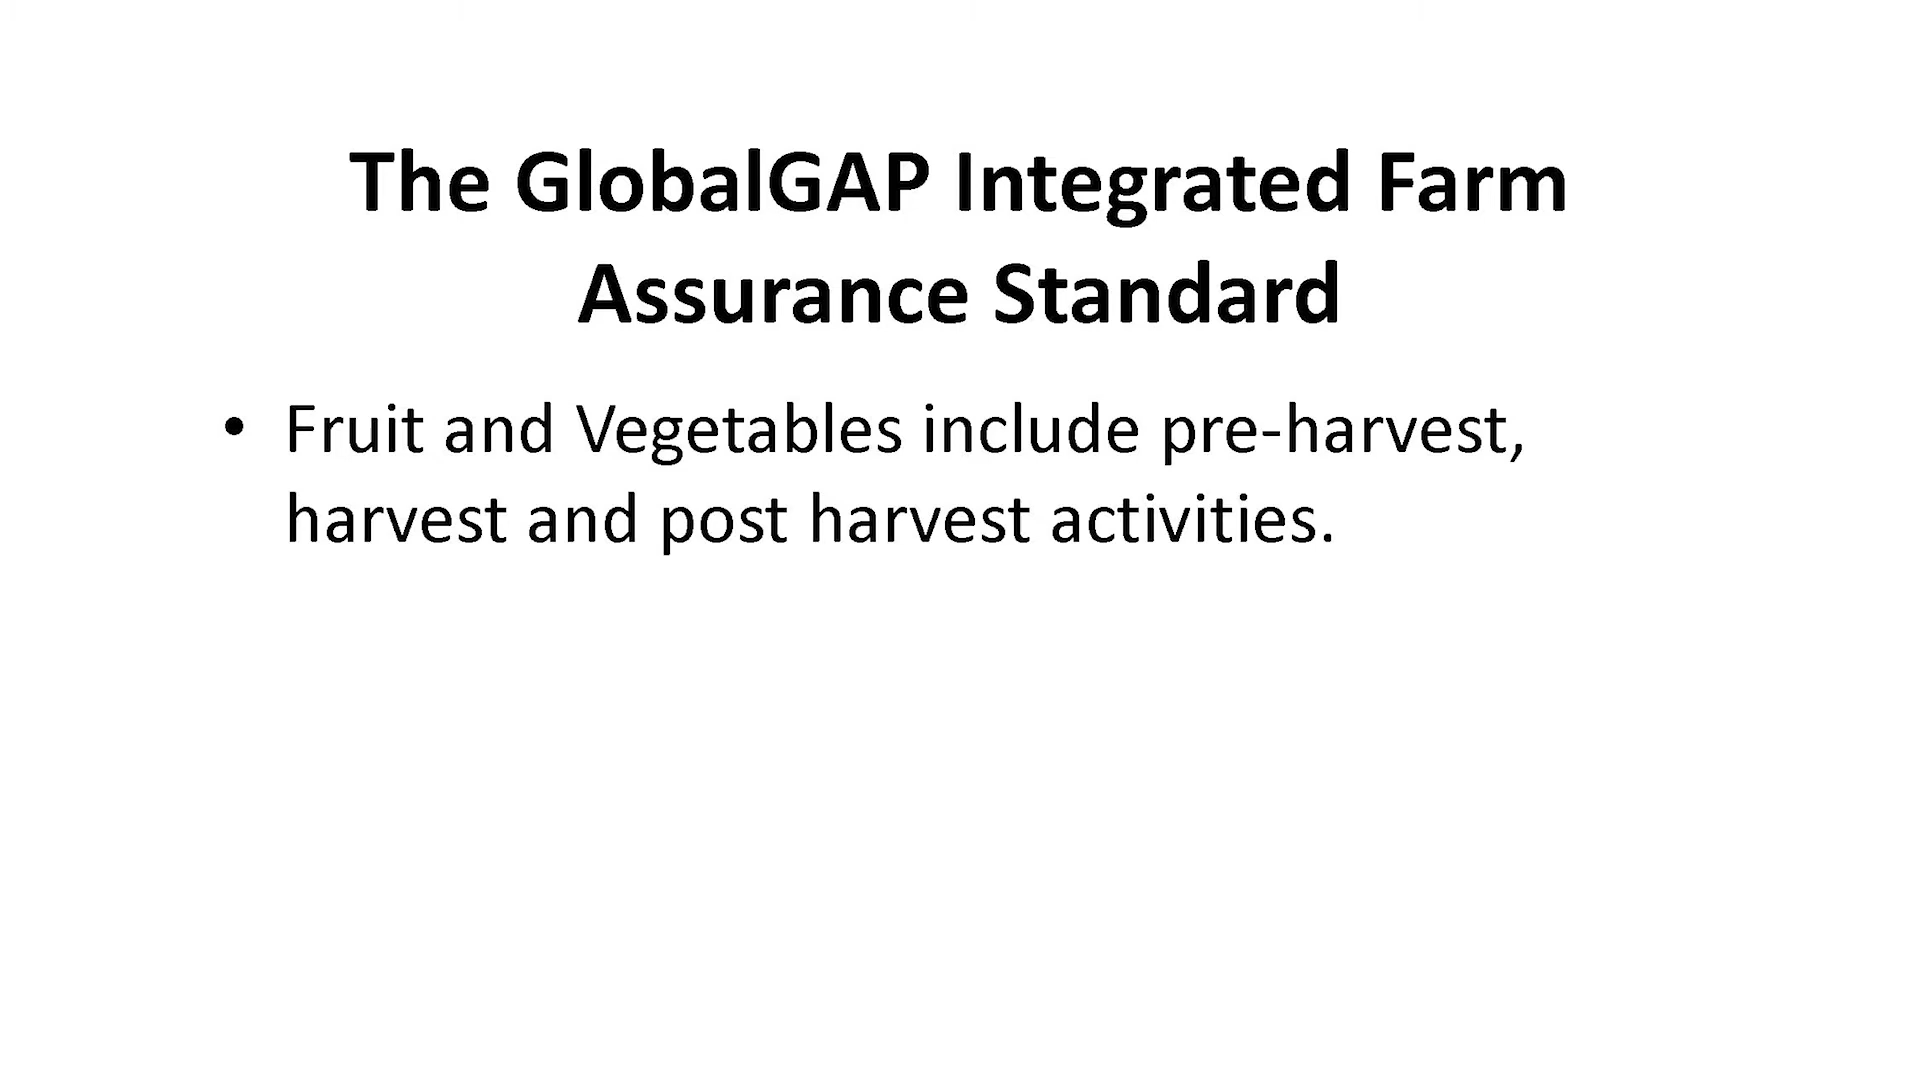 The GlobalGAP Integrated Farm
Assurance Standard
• Fruit and Vegetables include pre-harvest,
harvest and post harvest activities.